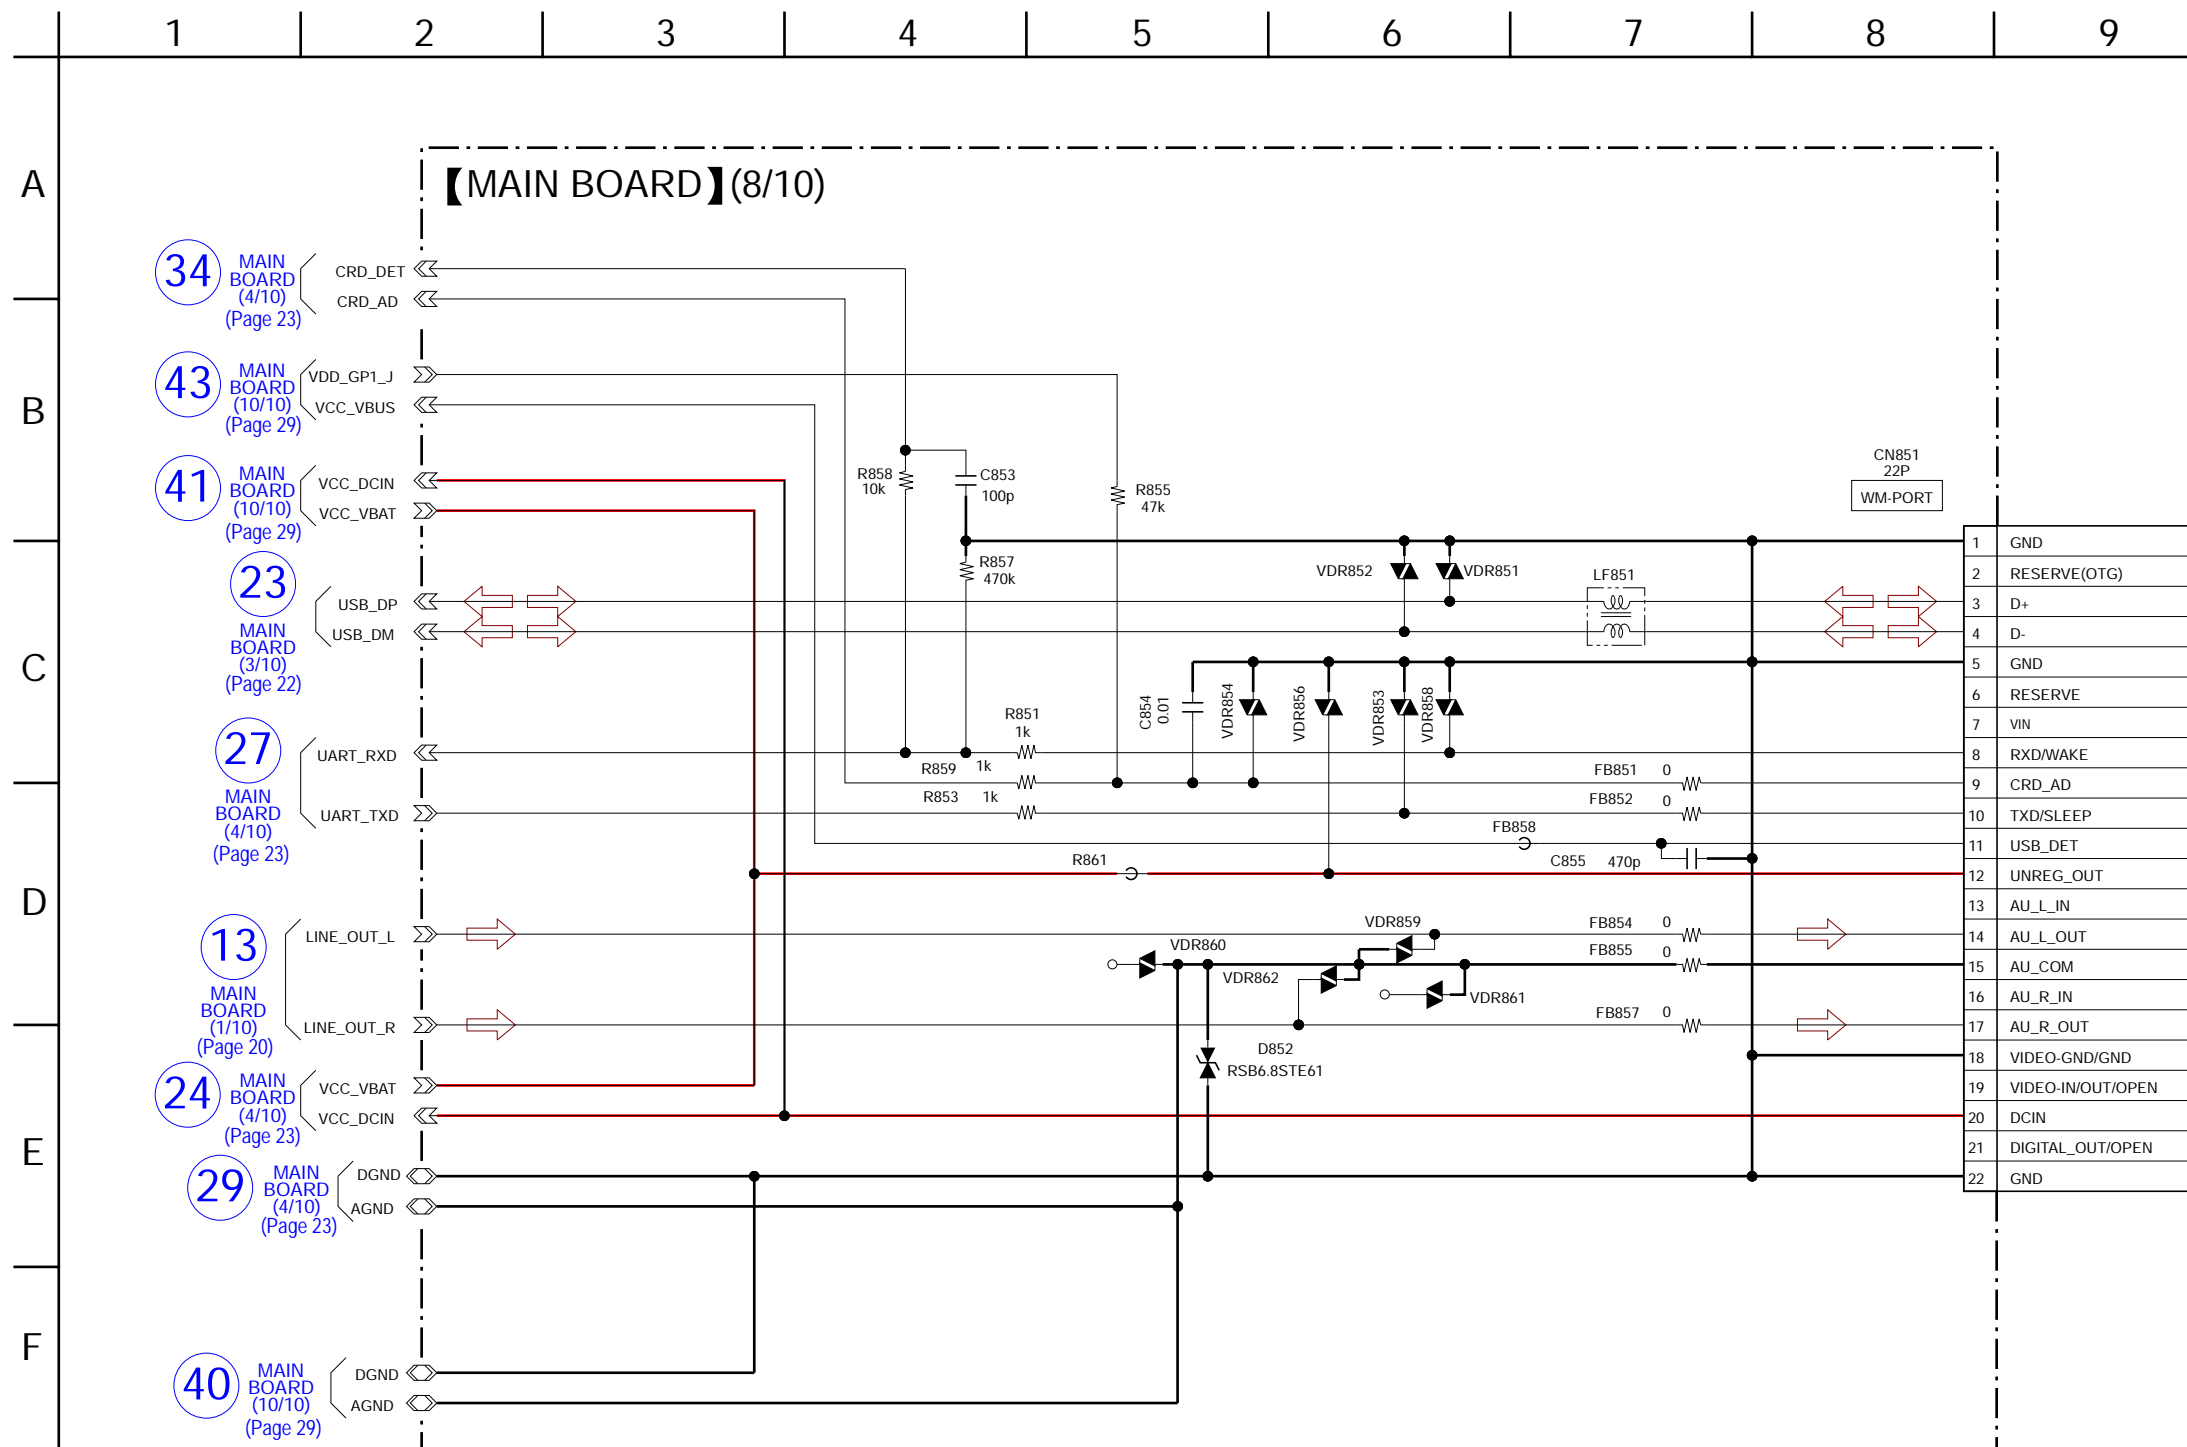 1 2 3 4 5 6 7 8 9
A
【MAIN BOARD】(8/10)
34
MAIN
BOARD
(4/10)
(Page 23)
CRD_DET
CRD_AD
B
43
MAIN
BOARD
(10/10)
(Page 29)
VDD_GP1_J
VCC_VBUS
41
MAIN
BOARD
(10/10)
(Page 29)
VCC_DCIN
VCC_VBAT
R858
10k
C853
100p
R855
47k
CN851
22P
WM-PORT
C
23
MAIN
BOARD
(3/10)
(Page 22)
USB_DP
USB_DM
R857
470k
VDR852
VDR851
LF851
C854
0.01
VDR854
VDR856
VDR853
VDR858
27
MAIN
BOARD
(4/10)
(Page 23)
UART_RXD
UART_TXD
R851
1k
R859 1k
R853 1k
FB851 0
FB852 0
FB858
C855 470p
R861
D
13
MAIN
BOARD
(1/10)
(Page 20)
LINE_OUT_L
LINE_OUT_R
VDR859
VDR860
VDR862
VDR861
FB854 0
FB855 0
FB857 0
D852
RSB6.8STE61
E
24
MAIN
BOARD
(4/10)
(Page 23)
VCC_VBAT
VCC_DCIN
29
MAIN
BOARD
(4/10)
(Page 23)
DGND
AGND
F
40
MAIN
BOARD
(10/10)
(Page 29)
DGND
AGND
1 GND
2 RESERVE(OTG)
3 D+
4 D-
5 GND
6 RESERVE
7 VIN
8 RXD/WAKE
9 CRD_AD
10 TXD/SLEEP
11 USB_DET
12 UNREG_OUT
13 AU_L_IN
14 AU_L_OUT
15 AU_COM
16 AU_R_IN
17 AU_R_OUT
18 VIDEO-GND/GND
19 VIDEO-IN/OUT/OPEN
20 DCIN
21 DIGITAL_OUT/OPEN
22 GND